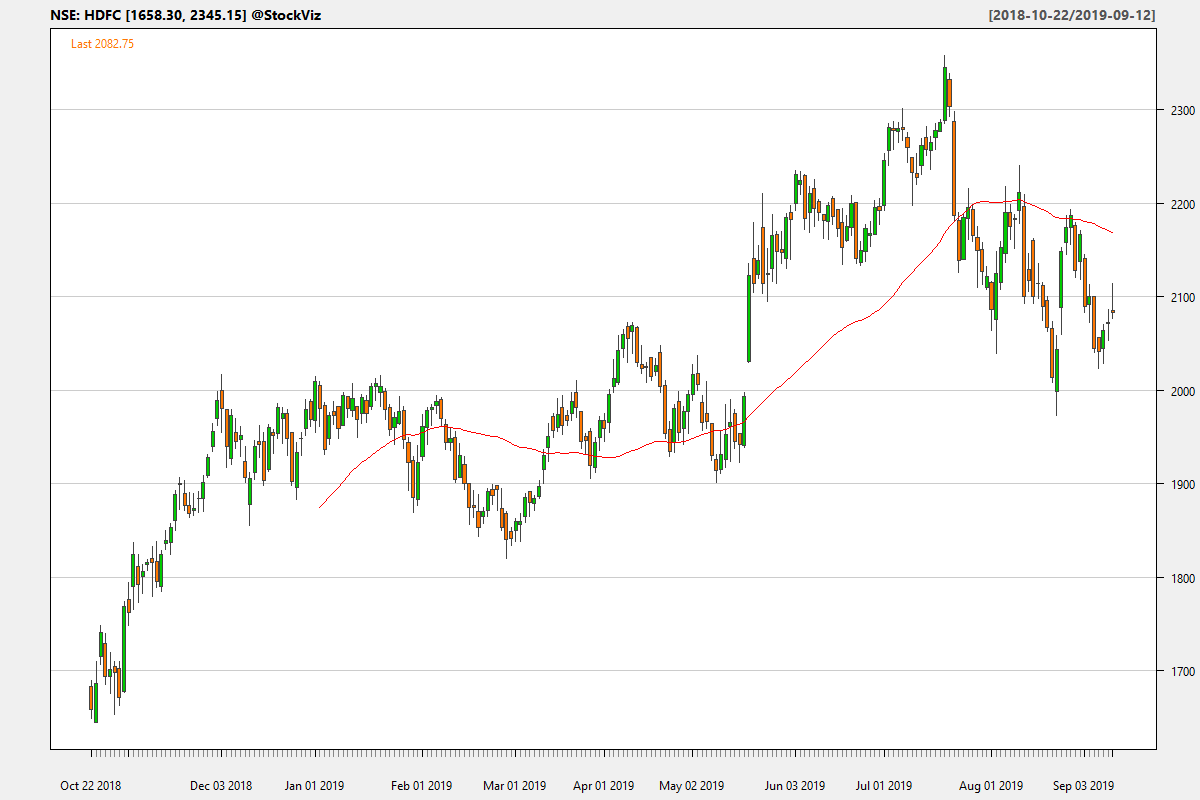 NSE: HDFC [1658.30, 2345.15] @StockViz [2018-10-22/2019-09-12]
Last 2082.75
2300
2200
2100
2000
1900
1800
1700
Oct 22 2018 Dec 03 2018 Jan 01 2019 Feb 01 2019 Mar 01 2019 Apr 01 2019 May 02 2019 Jun 03 2019 Jul 01 2019 Aug 01 2019 Sep 03 2019